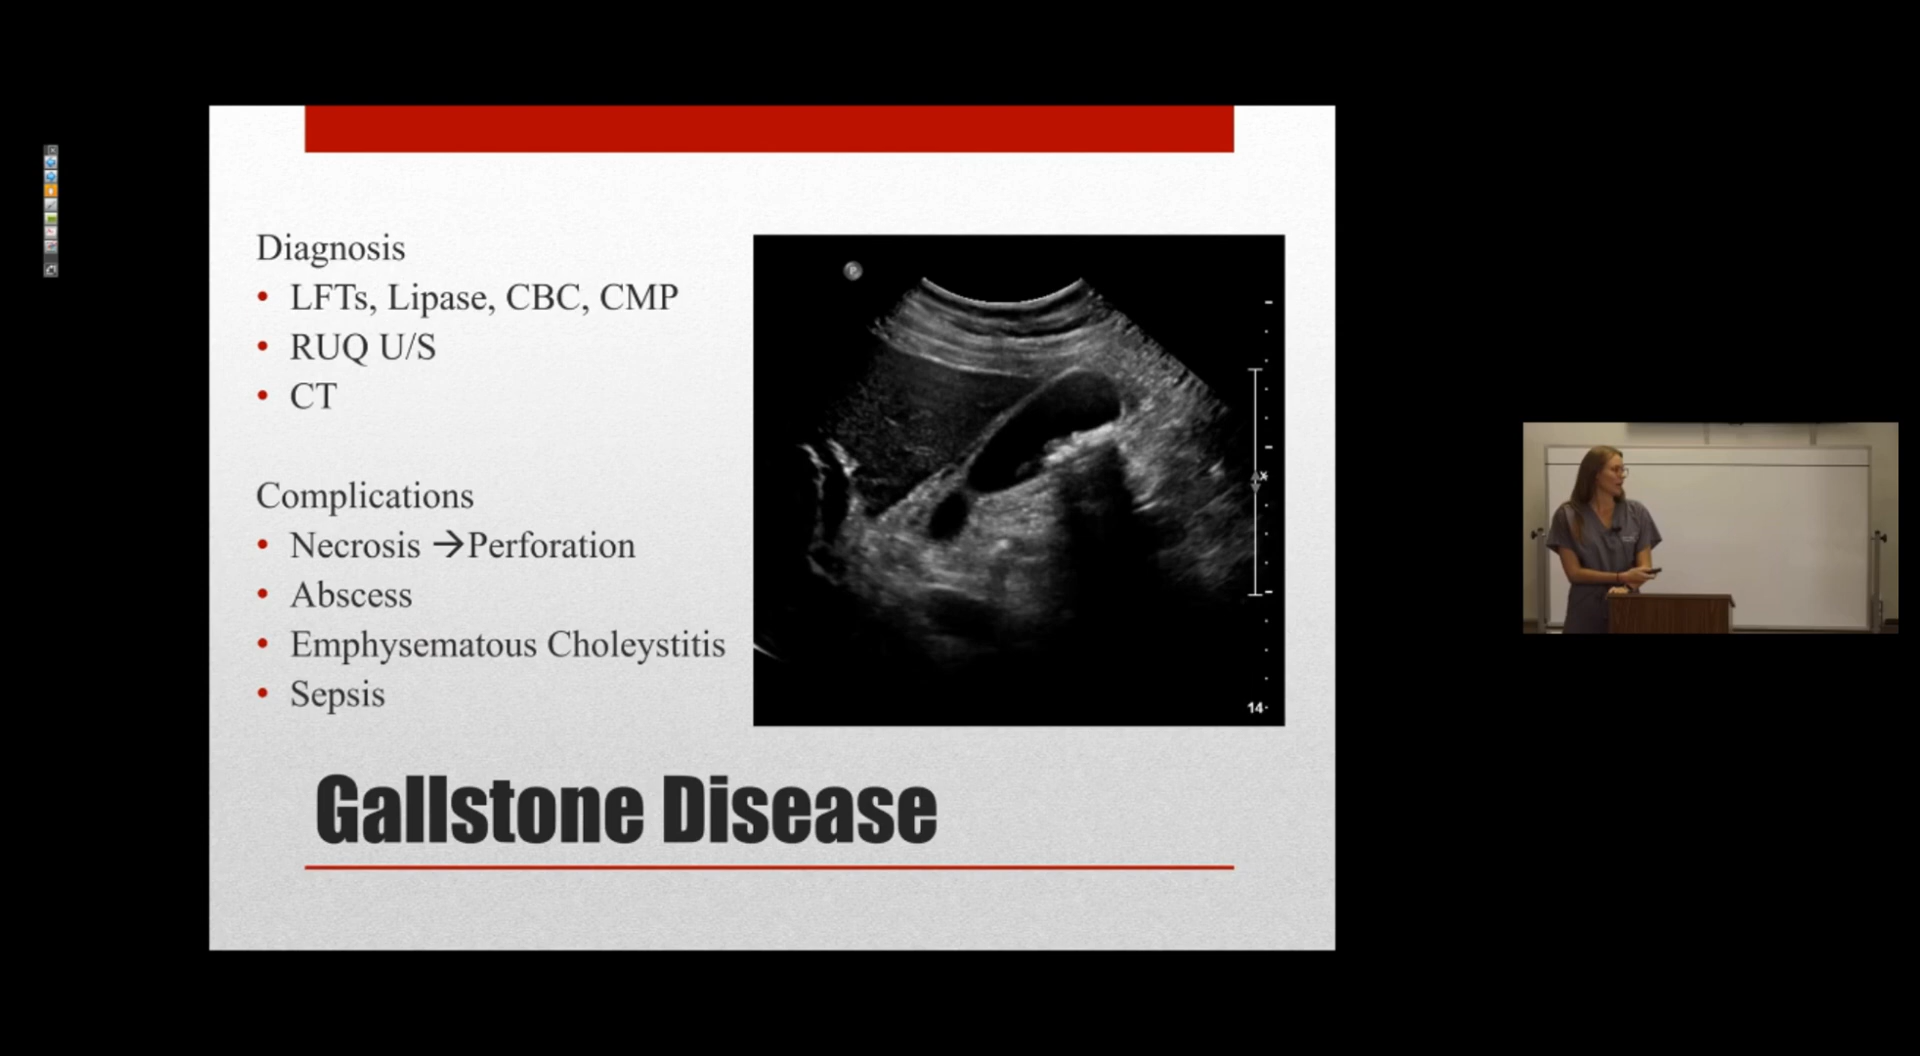 Diagnosis
• LFTs, Lipase, CBC, CMP
• RUQ U/S
• CT
Complications
• Necrosis →Perforation
• Abscess
• Emphysematous Choleystitis
• Sepsis
P
x
14
Gallstone Disease